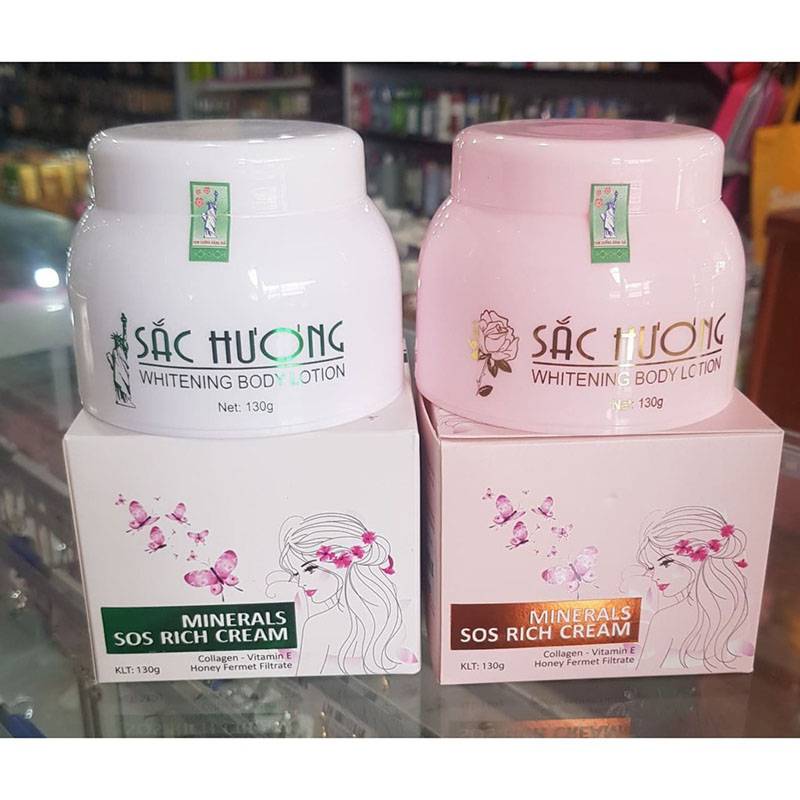 SẮC HƯƠNG
WHITENING BODY LOTION
Net: 130g
SẮC HƯƠNG
WHITENING BODY LOTION
Net: 130g
MINERALS
SOS RICH CREAM
KLT: 130g
Collagen - Vitamin E
Honey Fermet Filtrate
MINERALS
SOS RICH CREAM
KLT: 130g
Collagen - Vitamin E
Honey Fermet Filtrate